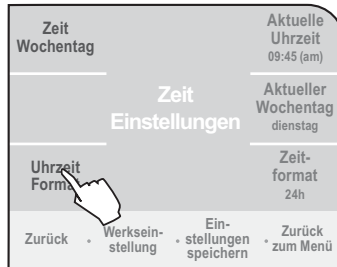 Zeit
Wochentag
Aktuelle
Uhrzeit
09:45 (am)
Zeit
Einstellungen
Aktueller
Wochentag
dienstag
Uhrzeit
Format
Zeit-
format
24h
Zurück
• Werksein-
stellung
• Ein-
stellungen
speichern
• Zurück
zum Menü